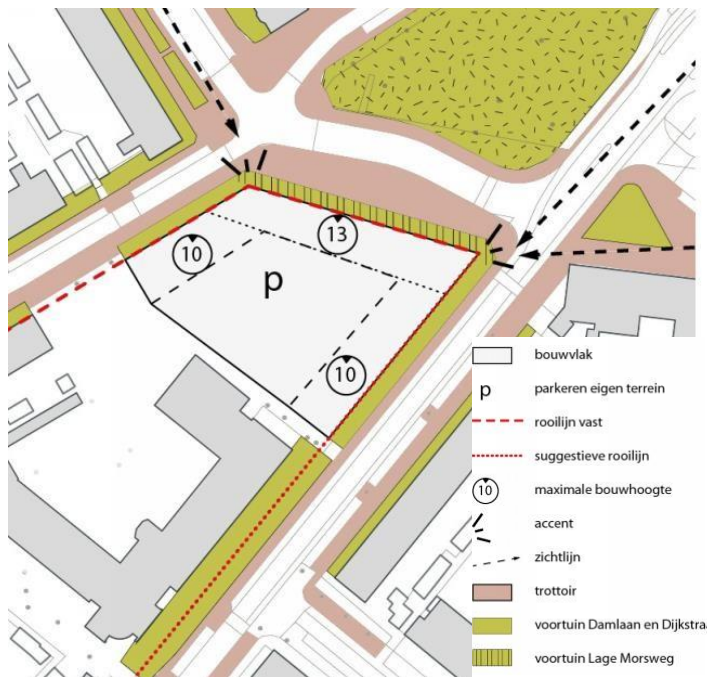 13
10
p
10
bouwvlak
p parkeren eigen terrein
rooilijn vast
suggestieve rooilijn
10 maximale bouwhoogte
accent
zichtlijn
trottoir
voortuin Damlaan en Dijkstra
voortuin Lage Morsweg